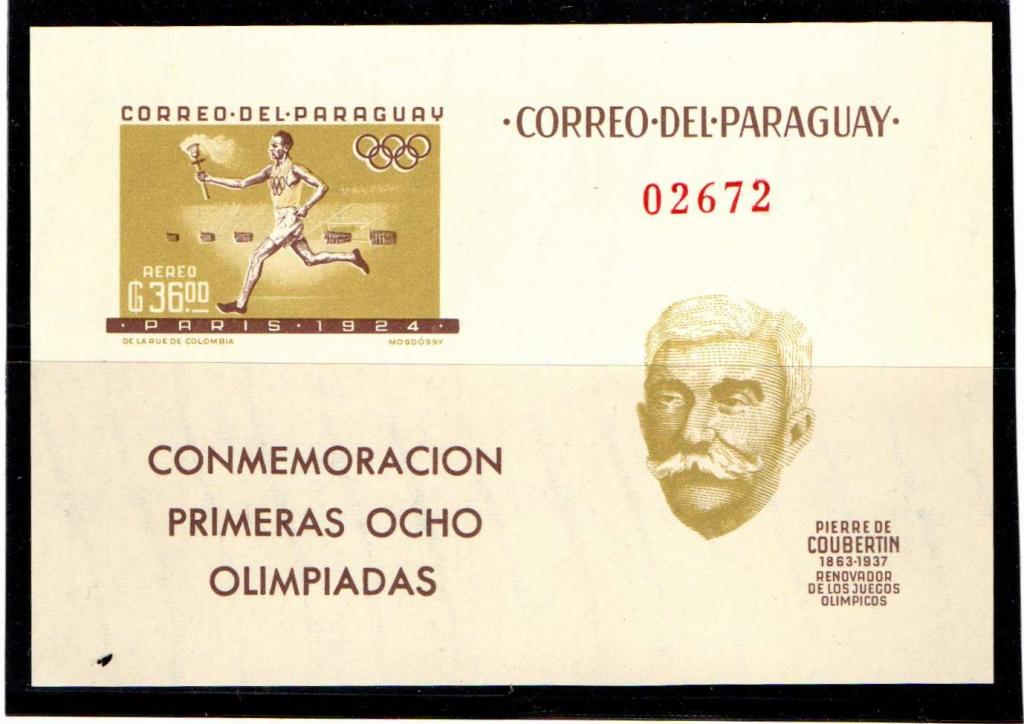 CORREO·DEL·PARAGUAY
AEREO
₲ 36.00
·PARIS·1924·
DE LA RUE DE COLOMBIA
MOSDÓSSY
·CORREO·DEL·PARAGUAY·
02672
CONMEMORACION
PRIMERAS OCHO
OLIMPIADAS
PIERRE DE
COUBERTIN
1863-1937
RENOVADOR
DE LOS JUEGOS
OLIMPICOS